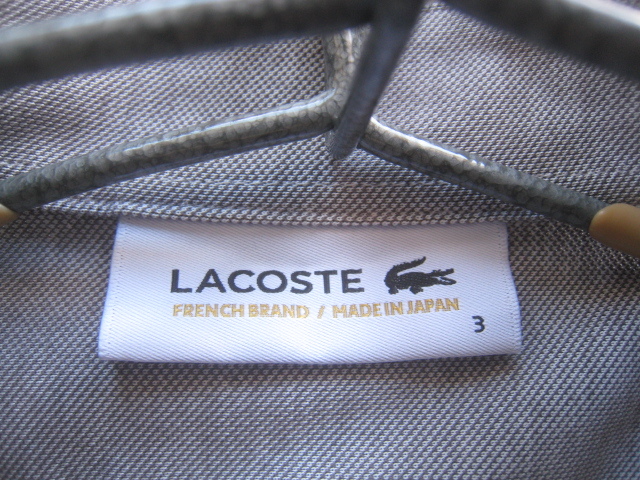 LACOSTE
FRENCH BRAND / MADE IN JAPAN
3